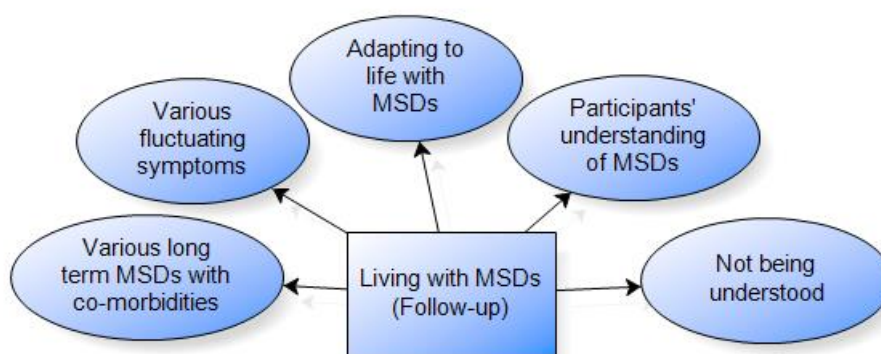 Adapting to
life with
MSDs
Various
fluctuating
symptoms
Participants'
understanding
of MSDs
Various long
term MSDs with
co-morbidities
Living with MSDs
(Follow-up)
Not being
understood